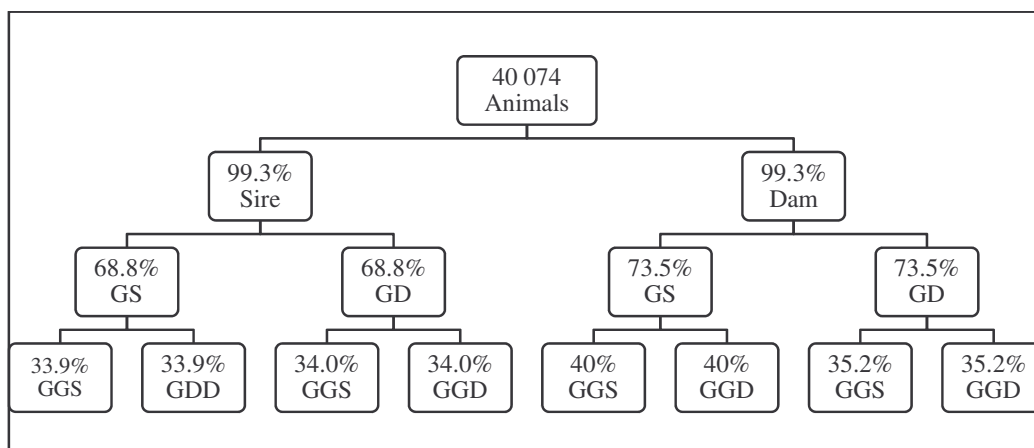 40 074
Animals
99.3%
Sire
99.3%
Dam
68.8%
GS
68.8%
GD
73.5%
GS
73.5%
GD
33.9%
GGS
33.9%
GDD
34.0%
GGS
34.0%
GGD
40%
GGS
40%
GGD
35.2%
GGS
35.2%
GGD